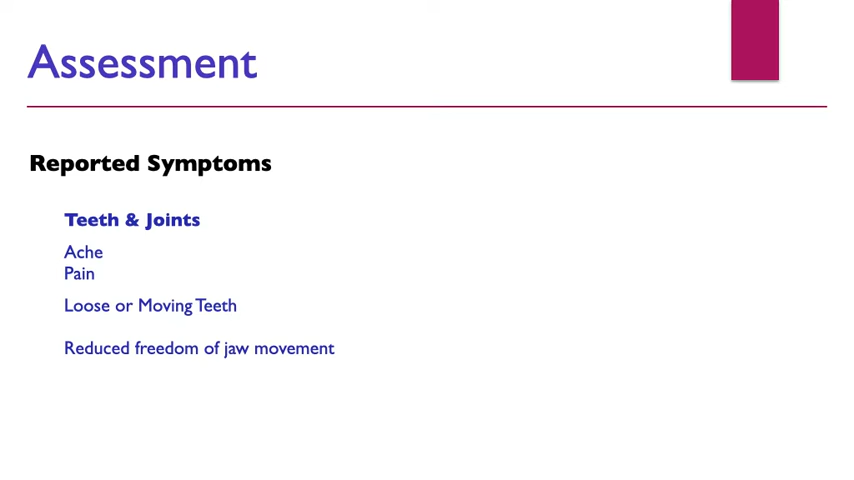 Assessment
Reported Symptoms
Teeth & Joints
Ache
Pain
Loose or Moving Teeth
Reduced freedom of jaw movement